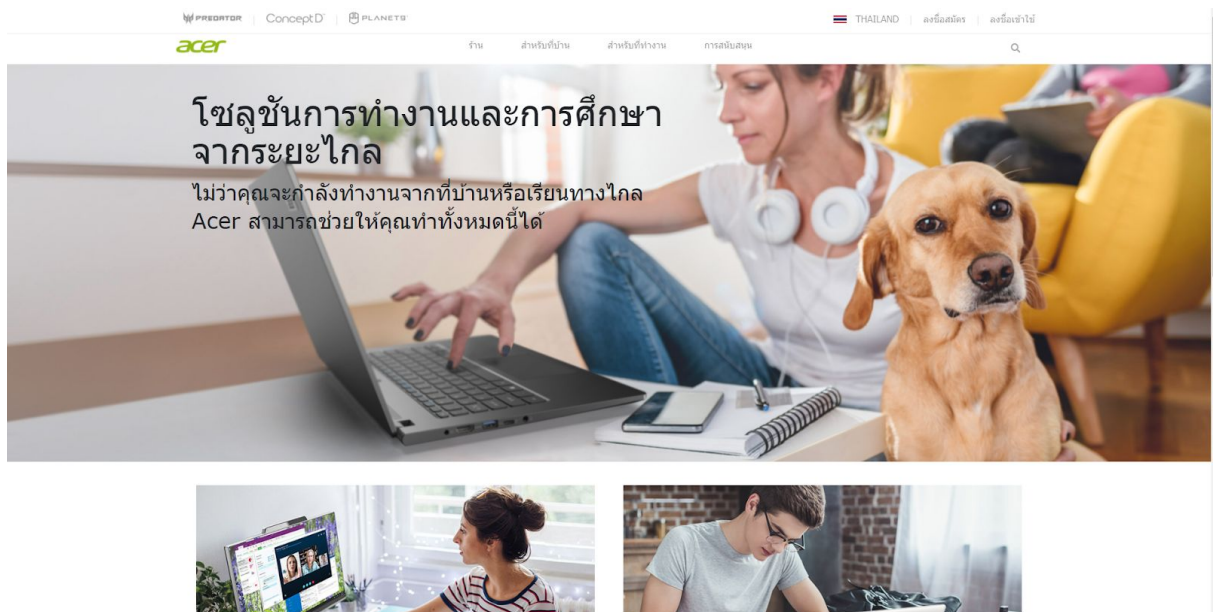 PREDATOR ConceptD PLANET9 THAILAND ลงชื่อสมัคร ลงชื่อเข้าใช้
acer ร้าน สำหรับที่บ้าน สำหรับที่ทำงาน การสนับสนุน
โซลูชันการทำงานและการศึกษา
จากระยะไกล
ไม่ว่าคุณจะกำลังทำงานจากที่บ้านหรือเรียนทางไกล
Acer สามารถช่วยให้คุณทำทั้งหมดนี้ได้